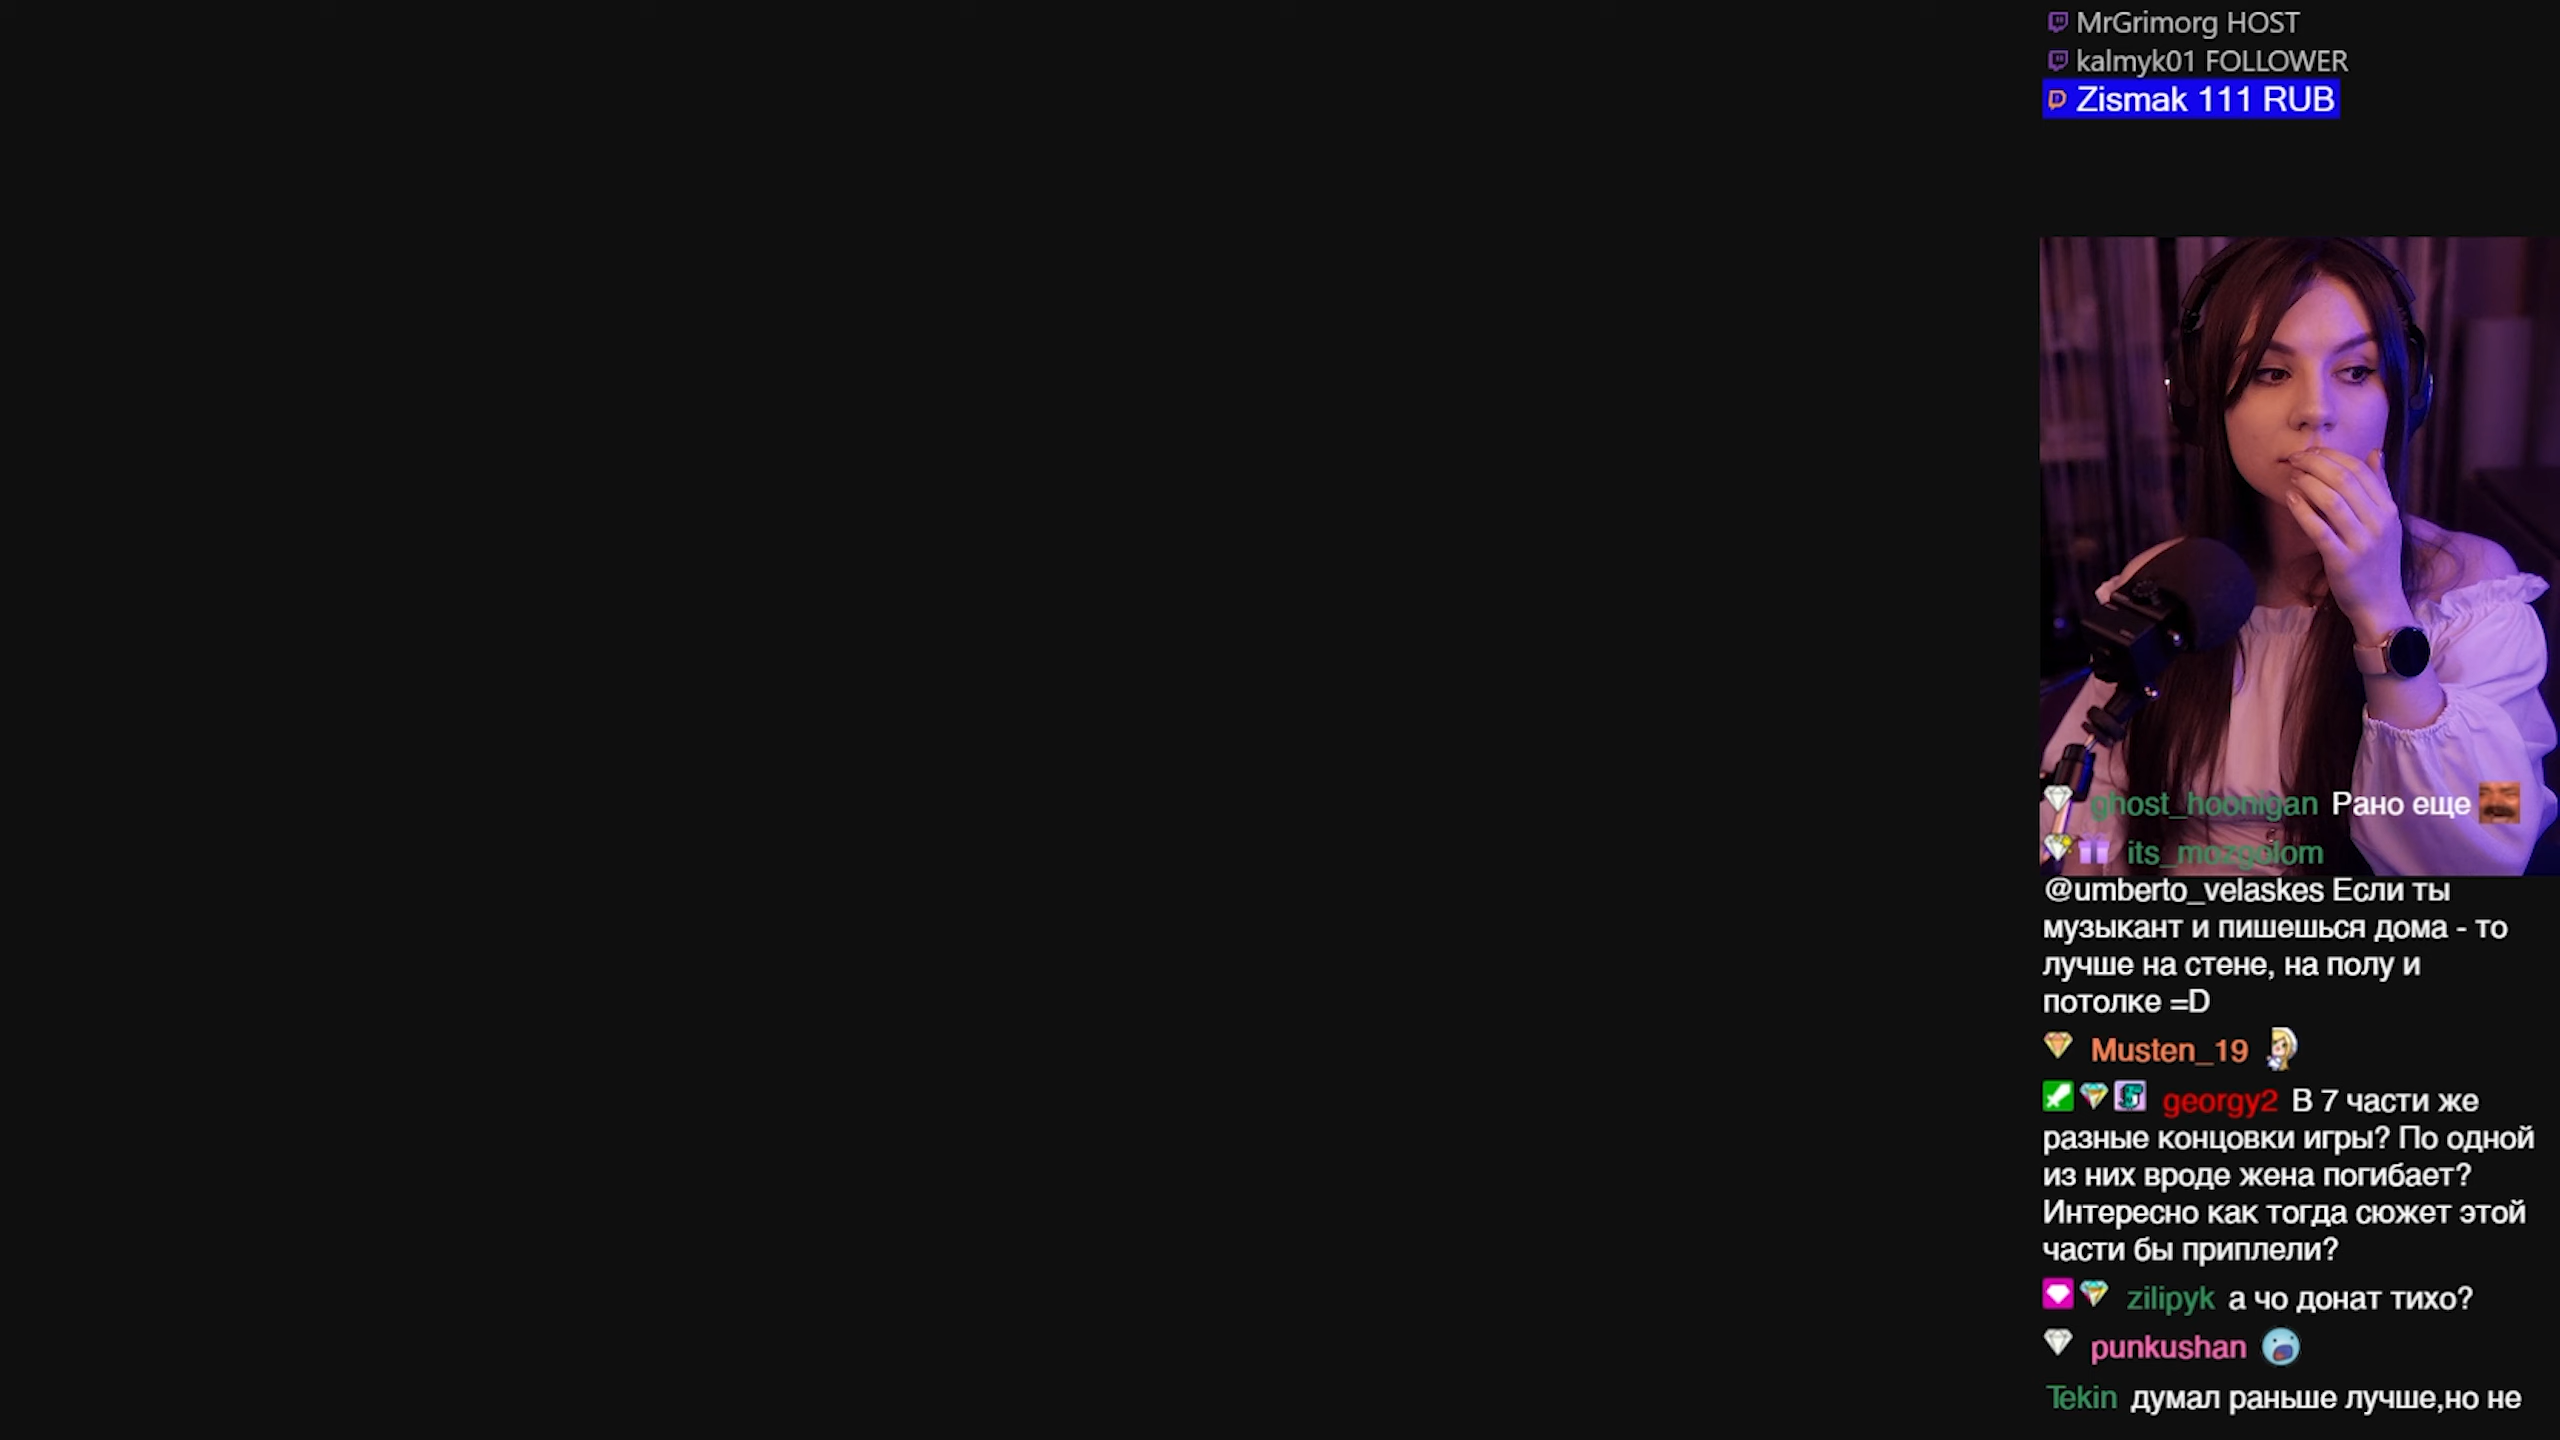 MrGrimorg HOST
kalmyk01 FOLLOWER
Zismak 111 RUB
ghost_hoonigan Рано еще
its_mozgolom
@umberto_velaskes Если ты
музыкант и пишешься дома - то
лучше на стене, на полу и
потолке =D
Musten_19
georgy2 В 7 части же
разные концовки игры? По одной
из них вроде жена погибает?
Интересно как тогда сюжет этой
части бы приплели?
zilipyk а чо донат тихо?
punkushan
Tekin думал раньше лучше,но не